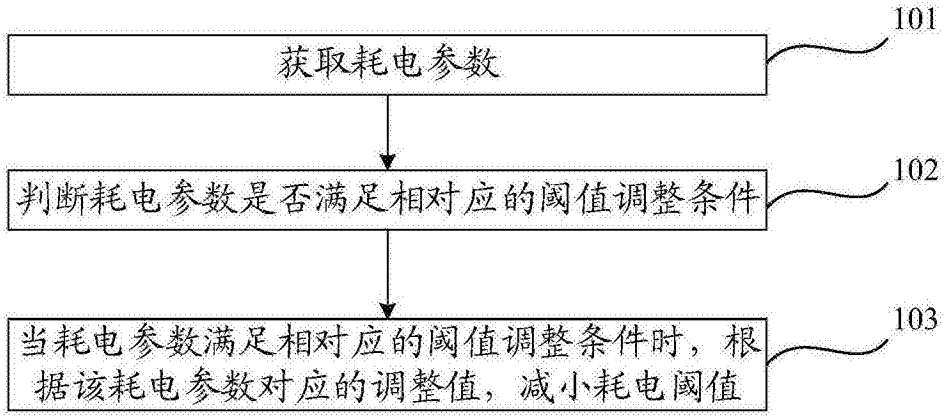 101
获取耗电参数
102
判断耗电参数是否满足相对应的阈值调整条件
103
当耗电参数满足相对应的阈值调整条件时，根
据该耗电参数对应的调整值，减小耗电阈值